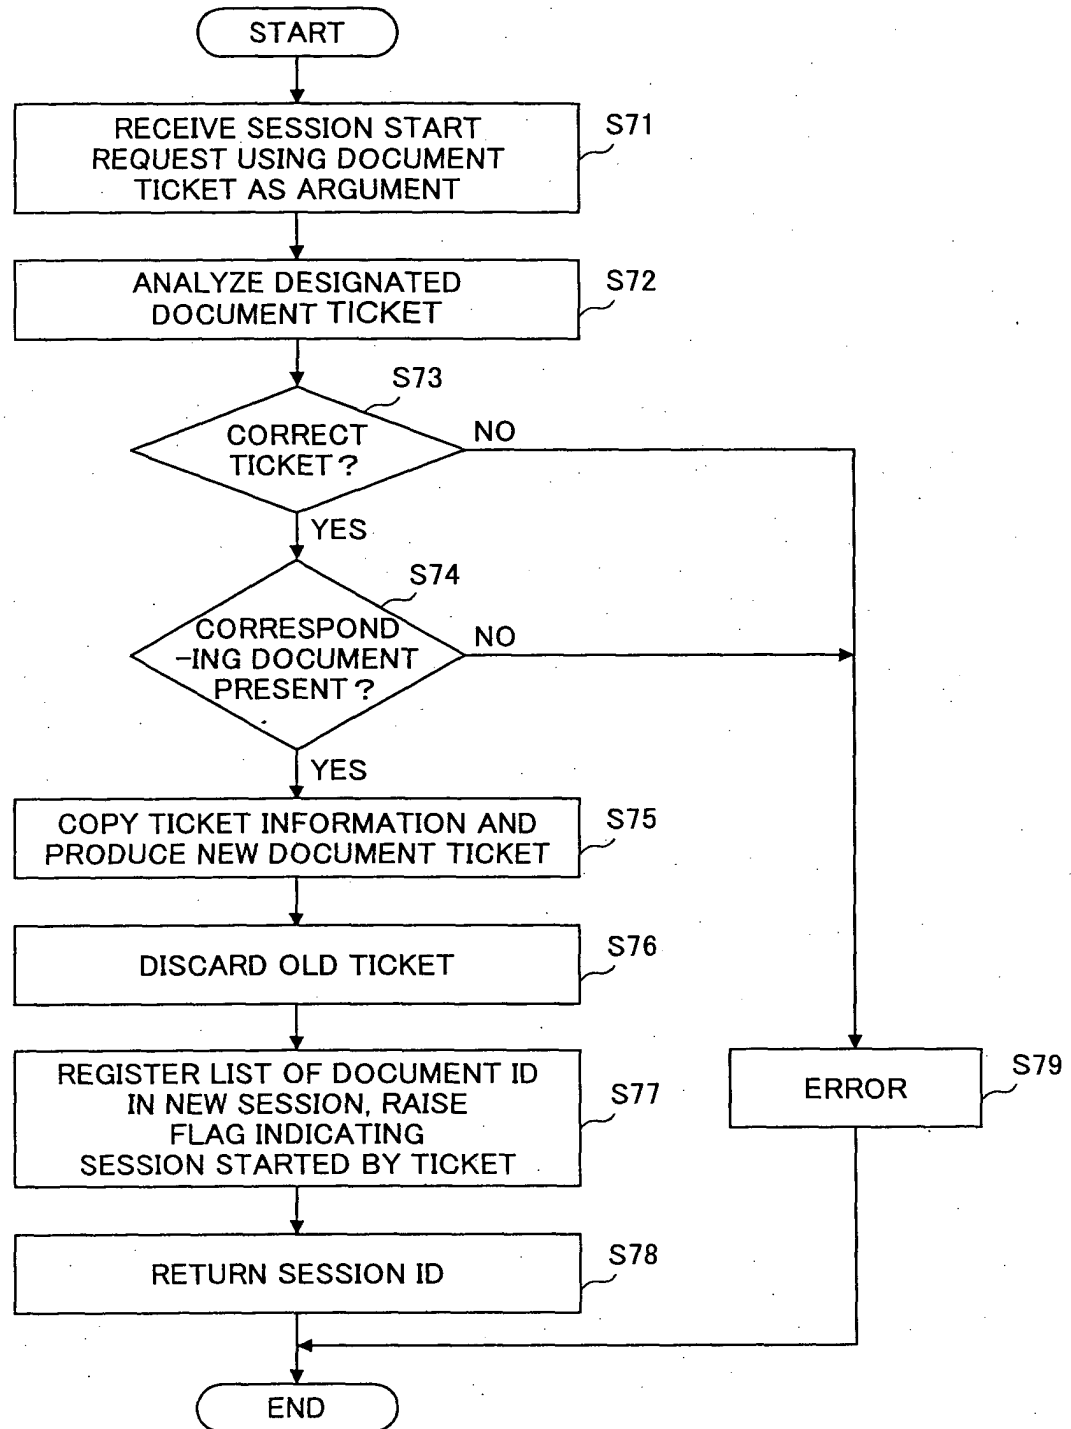 START
RECEIVE SESSION START
REQUEST USING DOCUMENT
TICKET AS ARGUMENT
S71
ANALYZE DESIGNATED
DOCUMENT TICKET
S72
S73
CORRECT
TICKET?
NO
YES
S74
CORRESPOND
-ING DOCUMENT
PRESENT?
NO
YES
COPY TICKET INFORMATION AND
PRODUCE NEW DOCUMENT TICKET
S75
DISCARD OLD TICKET
S76
REGISTER LIST OF DOCUMENT ID
IN NEW SESSION, RAISE
FLAG INDICATING
SESSION STARTED BY TICKET
S77
ERROR
S79
RETURN SESSION ID
S78
END